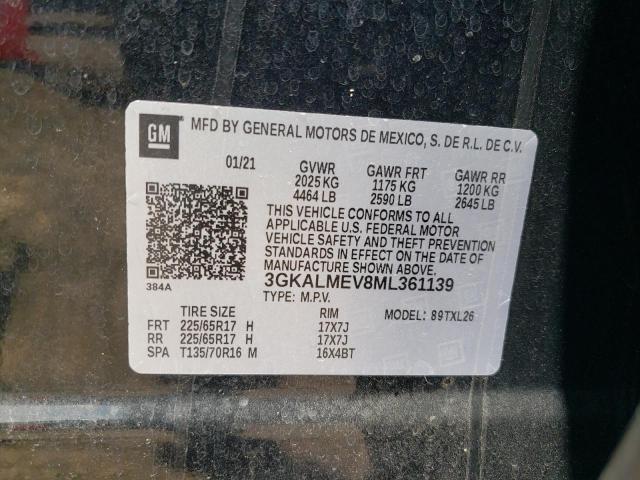 GM
MFD BY GENERAL MOTORS DE MEXICO, S. DE R.L. DE C.V.
01/21 GVWR GAWR FRT GAWR RR
2025 KG 1175 KG 1200 KG
4464 LB 2590 LB 2645 LB
THIS VEHICLE CONFORMS TO ALL
APPLICABLE U.S. FEDERAL MOTOR
VEHICLE SAFETY AND THEFT PREVENTION
STANDARDS IN EFFECT ON THE DATE OF
MANUFACTURE SHOWN ABOVE.
384A 3GKALMEV8ML361139
TYPE: M.P.V.
TIRE SIZE RIM MODEL: 89TXL26
FRT 225/65R17 H 17X7J
RR 225/65R17 H 17X7J
SPA T135/70R16 M 16X4BT